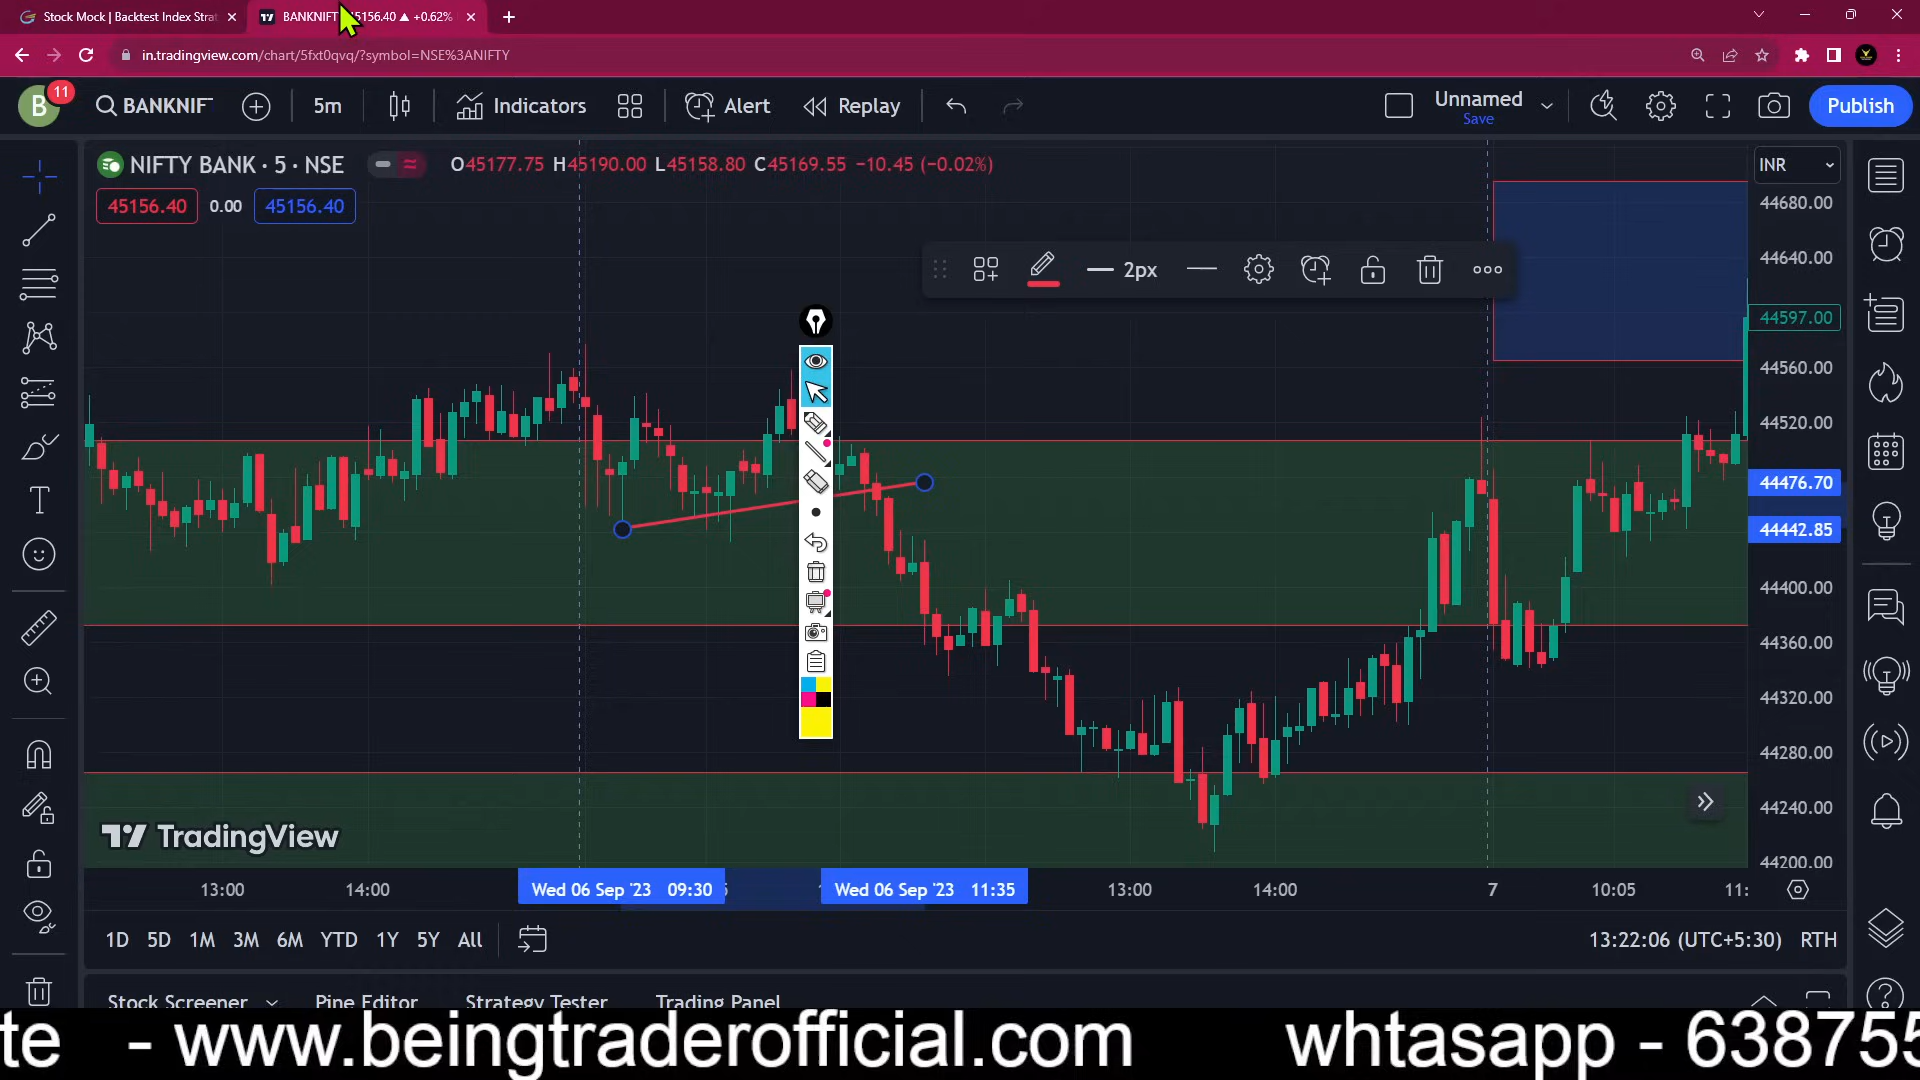 Stock Mock | Backtest Index Strat
BANKNIFT 45156.40 ▲ +0.62%
in.tradingview.com/chart/5fxt0qvq/?symbol=NSE%3ANIFTY
B
11
BANKNIF
5m
Indicators
Alert
Replay
Unnamed
Save
Publish
NIFTY BANK · 5 · NSE
O45177.75 H45190.00 L45158.80 C45169.55 −10.45 (−0.02%)
INR
45156.40
0.00
45156.40
2px
44680.00
44640.00
44597.00
44560.00
44520.00
44476.70
44442.85
44400.00
44360.00
44320.00
44280.00
44240.00
44200.00
TradingView
13:00
14:00
Wed 06 Sep '23 09:30
Wed 06 Sep '23 11:35
13:00
14:00
7
10:05
11:
1D 5D 1M 3M 6M YTD 1Y 5Y All
13:22:06 (UTC+5:30) RTH
Stock Screener
Pine Editor
Strategy Tester
Trading Panel
te - www.beingtraderofficial.com whtasapp - 638755